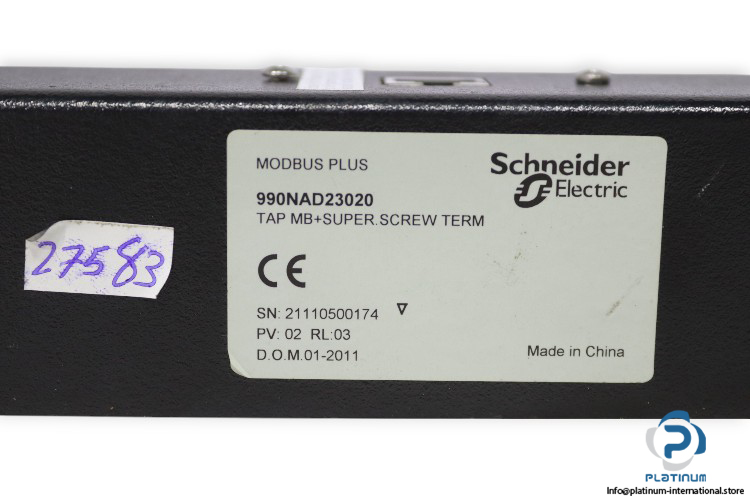 MODBUS PLUS
Schneider
Electric
990NAD23020
TAP MB+SUPER.SCREW TERM
CE
SN: 21110500174
PV: 02 RL:03
D.O.M.01-2011
Made in China
27583
PLATINUM
Info@platinum-international.store